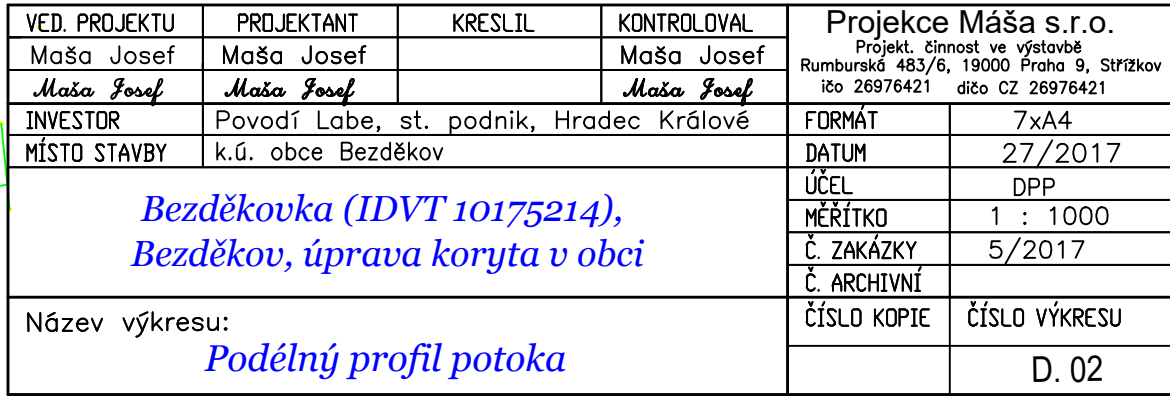 VED. PROJEKTU PROJEKTANT KRESLIL KONTROLOVAL
Maša Josef Maša Josef Maša Josef
Maša Josef Maša Josef Maša Josef
Projekce Máša s.r.o.
Projekt. činnost ve výstavbě
Rumburská 483/6, 19000 Praha 9, Střížkov
ičo 26976421 dičo CZ 26976421
INVESTOR Povodí Labe, st. podnik, Hradec Králové
MÍSTO STAVBY k.ú. obce Bezděkov
FORMÁT 7xA4
DATUM 27/2017
ÚČEL DPP
MĚŘÍTKO 1 : 1000
Č. ZAKÁZKY 5/2017
Č. ARCHIVNÍ
Bezděkovka (IDVT 10175214),
Bezděkov, úprava koryta v obci
Název výkresu:
Podélný profil potoka
ČÍSLO KOPIE ČÍSLO VÝKRESU
D. 02